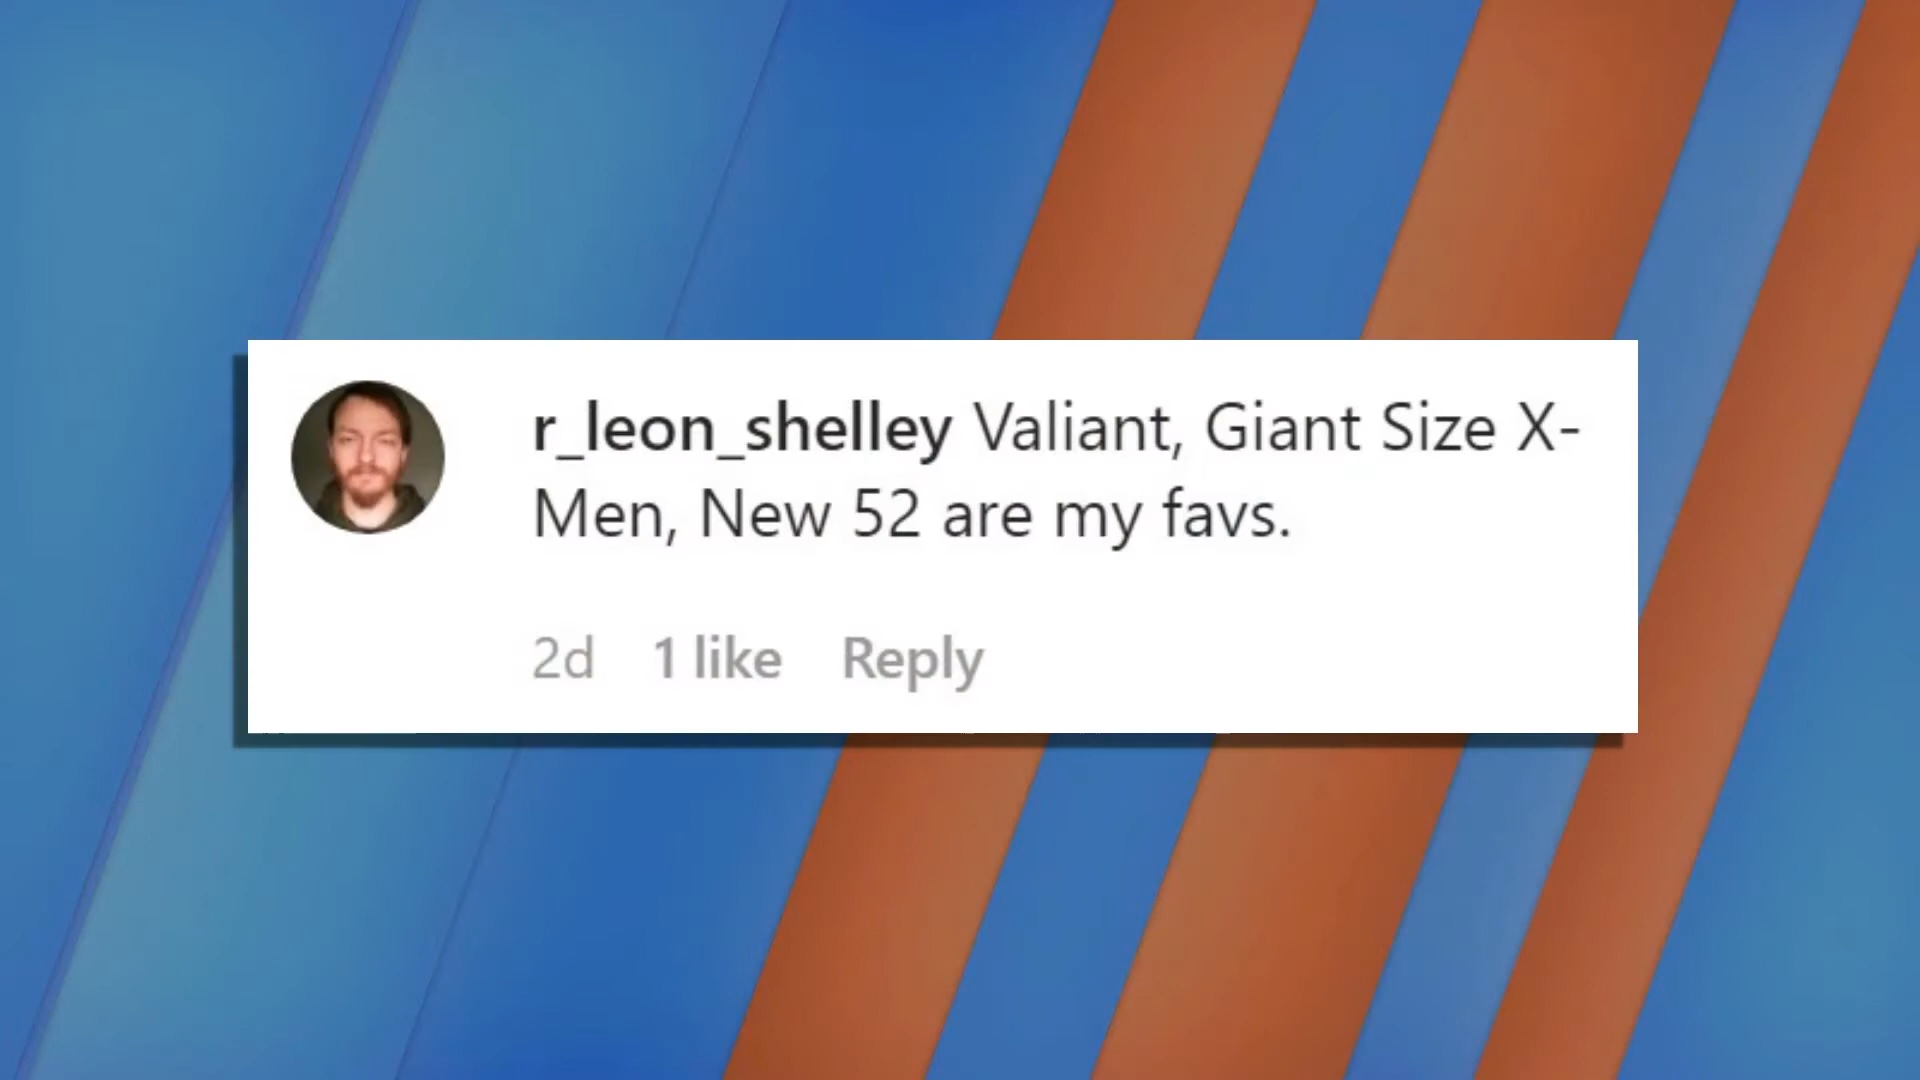 r_leon_shelley Valiant, Giant Size X-
Men, New 52 are my favs.
2d 1 like Reply